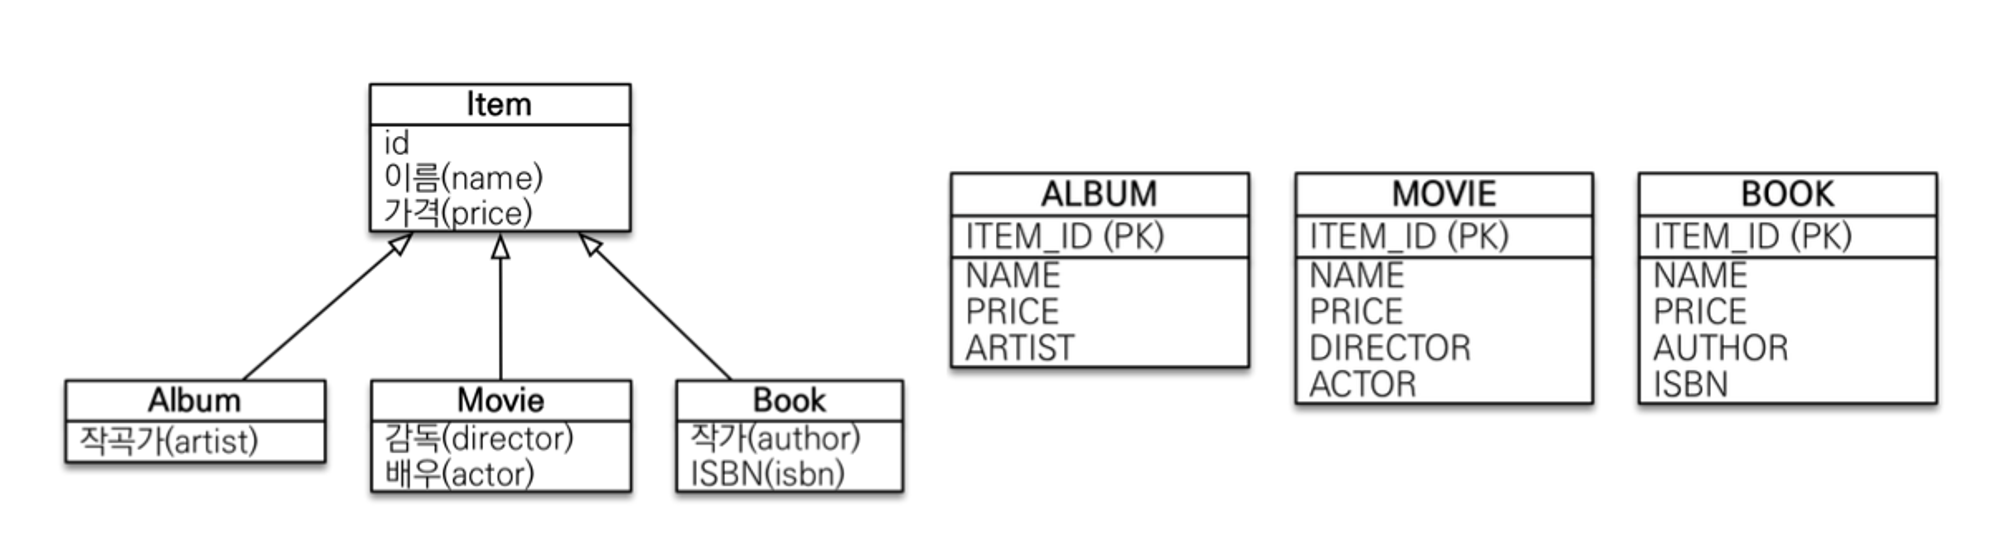 Item
id
이름(name)
가격(price)
Album
작곡가(artist)
Movie
감독(director)
배우(actor)
Book
작가(author)
ISBN(isbn)
ALBUM
ITEM_ID (PK)
NAME
PRICE
ARTIST
MOVIE
ITEM_ID (PK)
NAME
PRICE
DIRECTOR
ACTOR
BOOK
ITEM_ID (PK)
NAME
PRICE
AUTHOR
ISBN